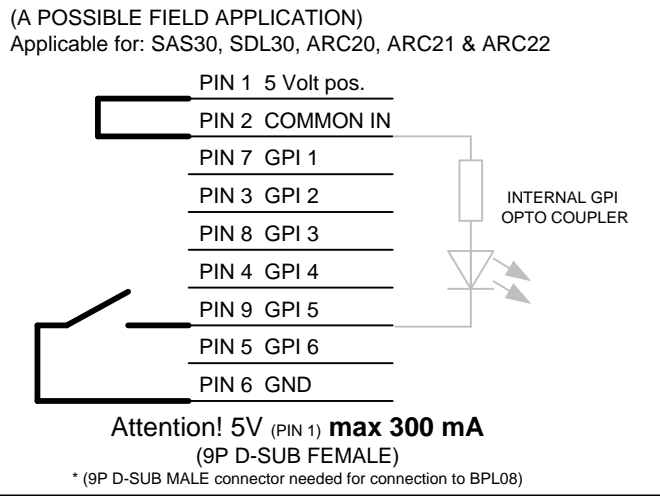 (A POSSIBLE FIELD APPLICATION)
Applicable for: SAS30, SDL30, ARC20, ARC21 & ARC22
PIN 1 5 Volt pos.
PIN 2 COMMON IN
PIN 7 GPI 1
PIN 3 GPI 2
PIN 8 GPI 3
PIN 4 GPI 4
PIN 9 GPI 5
PIN 5 GPI 6
PIN 6 GND
INTERNAL GPI
OPTO COUPLER
Attention! 5V (PIN 1) max 300 mA
(9P D-SUB FEMALE)
* (9P D-SUB MALE connector needed for connection to BPL08)